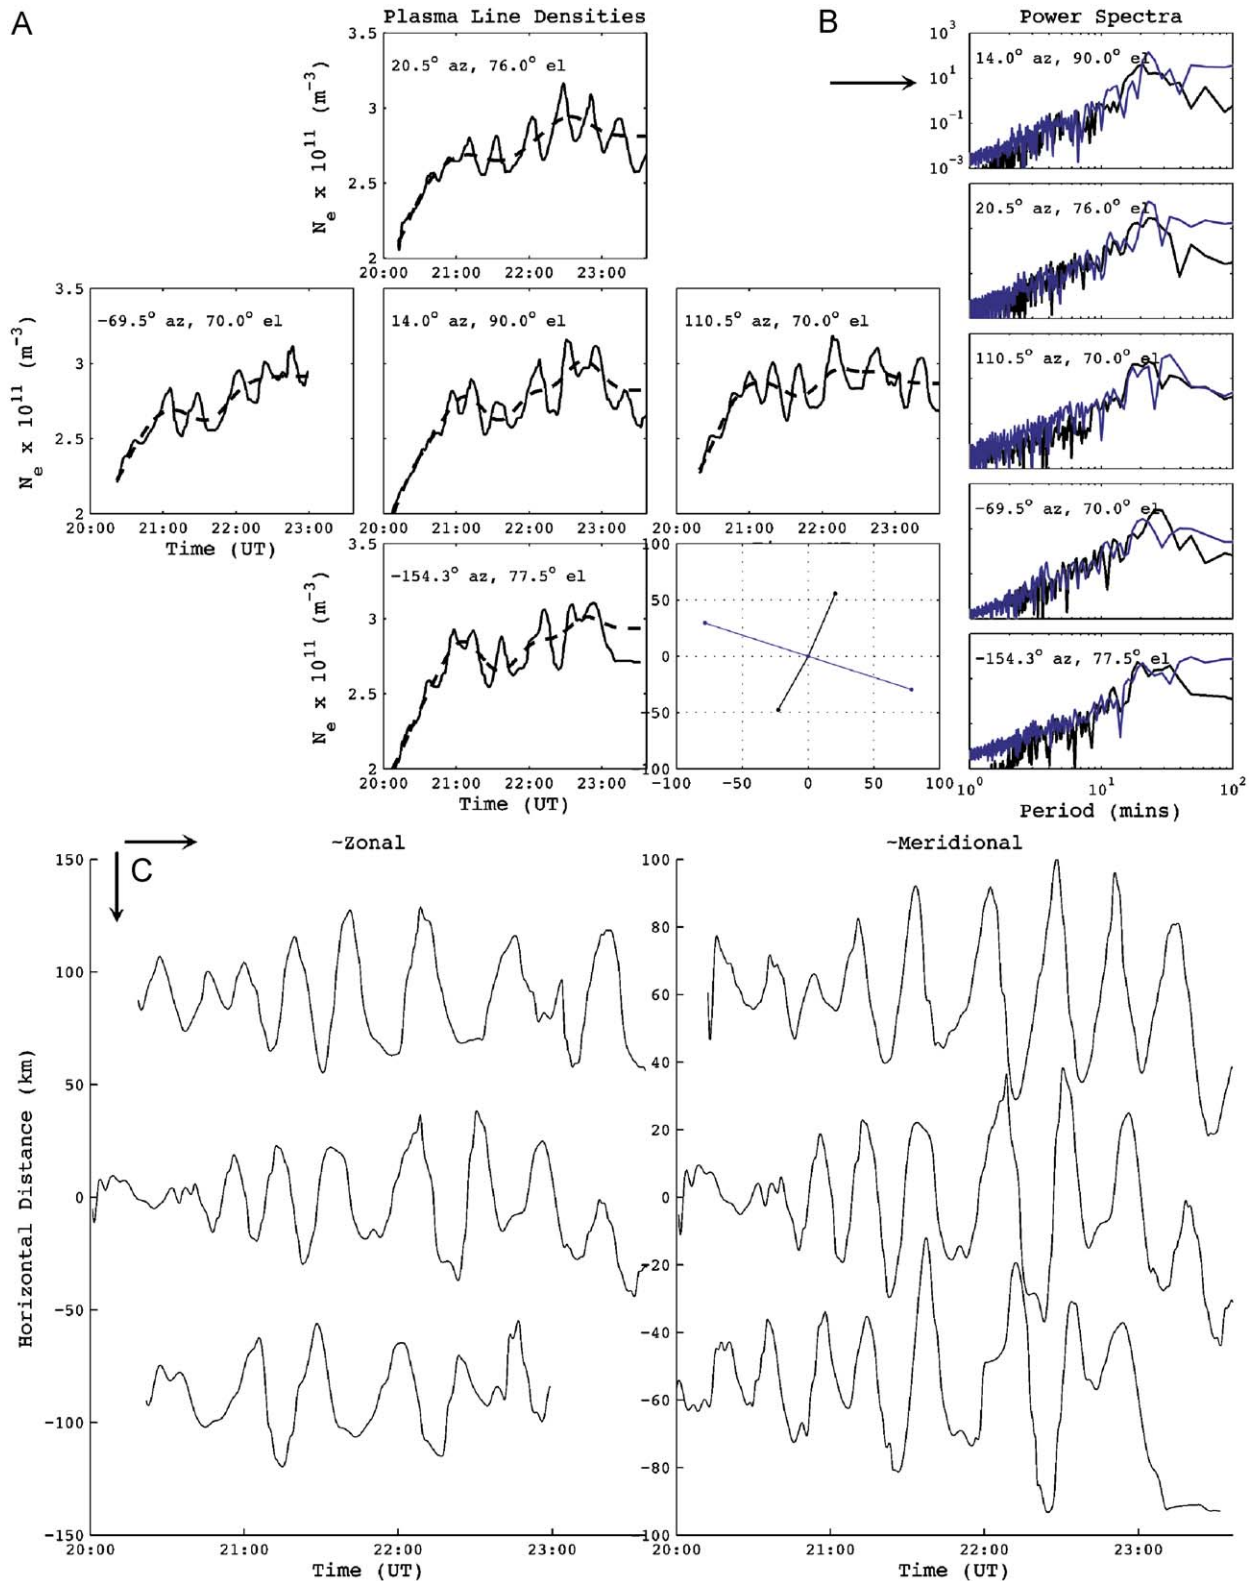 A
Plasma Line Densities
B
Power Spectra
3.5
3
2.5
2
N_e x 10^11 (m^-3)
20.5° az, 76.0° el
20:00 21:00 22:00 23:00
10^3
10^1
10^-1
10^-3
14.0° az, 90.0° el
20.5° az, 76.0° el
3.5
3
2.5
2
N_e x 10^11 (m^-3)
-69.5° az, 70.0° el
14.0° az, 90.0° el
110.5° az, 70.0° el
110.5° az, 70.0° el
20:00 21:00 22:00 23:00
20:00 21:00 22:00 23:00
20:00 21:00 22:00 23:00
Time (UT)
-69.5° az, 70.0° el
3.5
3
2.5
2
N_e x 10^11 (m^-3)
-154.3° az, 77.5° el
20:00 21:00 22:00 23:00
Time (UT)
100
50
0
-50
-100
-100 -50 0 50 100
-154.3° az, 77.5° el
10^0 10^1 10^2
Period (mins)
C
~Zonal
~Meridional
150
100
50
0
-50
-100
-150
Horizontal Distance (km)
20:00 21:00 22:00 23:00
Time (UT)
100
80
60
40
20
0
-20
-40
-60
-80
-100
20:00 21:00 22:00 23:00
Time (UT)